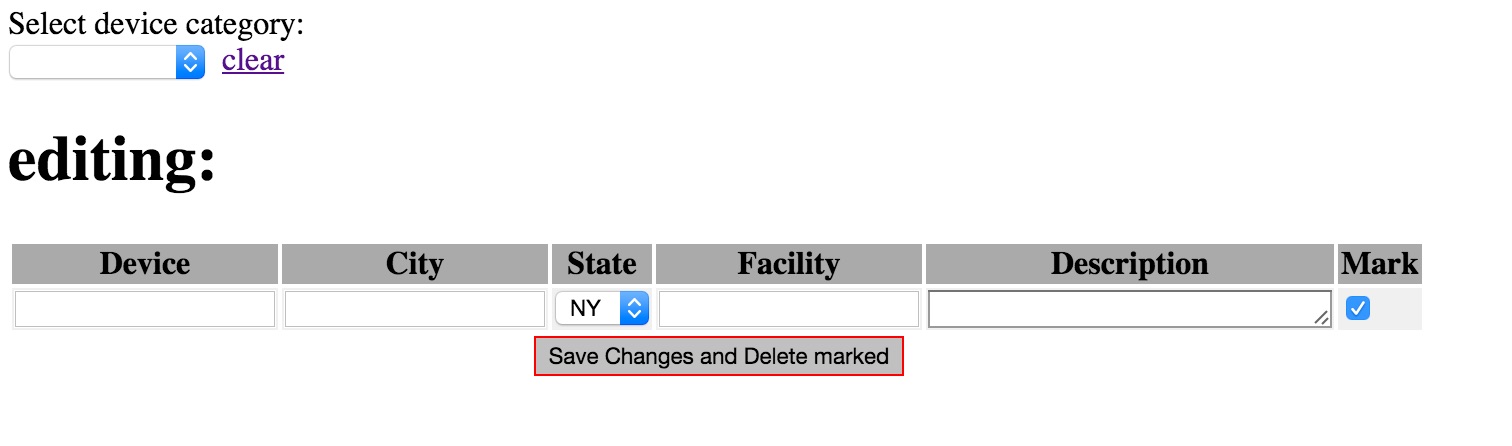 Select device category:
clear
editing:
Device City State Facility Description Mark
NY
Save Changes and Delete marked